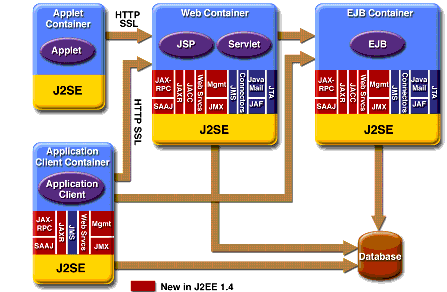 Applet
Container
Applet
J2SE
HTTP
SSL
Web Container
JSP
Servlet
JAX-
RPC
SAAJ
JAXR
JACC
Web Srvcs
Mgmt
JMX
JMS
Connectors
Java
Mail
JAF
JTA
J2SE
EJB Container
EJB
JAX-
RPC
SAAJ
JAXR
JACC
Web Srvcs
Mgmt
JMX
JMS
Connectors
Java
Mail
JAF
JTA
J2SE
HTTP SSL
Application
Client Container
Application
Client
JAX-
RPC
SAAJ
JAXR
JMS
Web Srvcs
Mgmt
JMX
J2SE
Database
New in J2EE 1.4